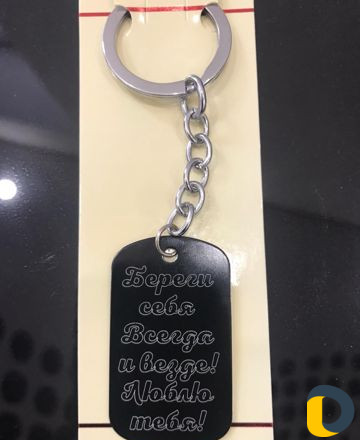 Береги
себя
Всегда
и везде!
Люблю
тебя!